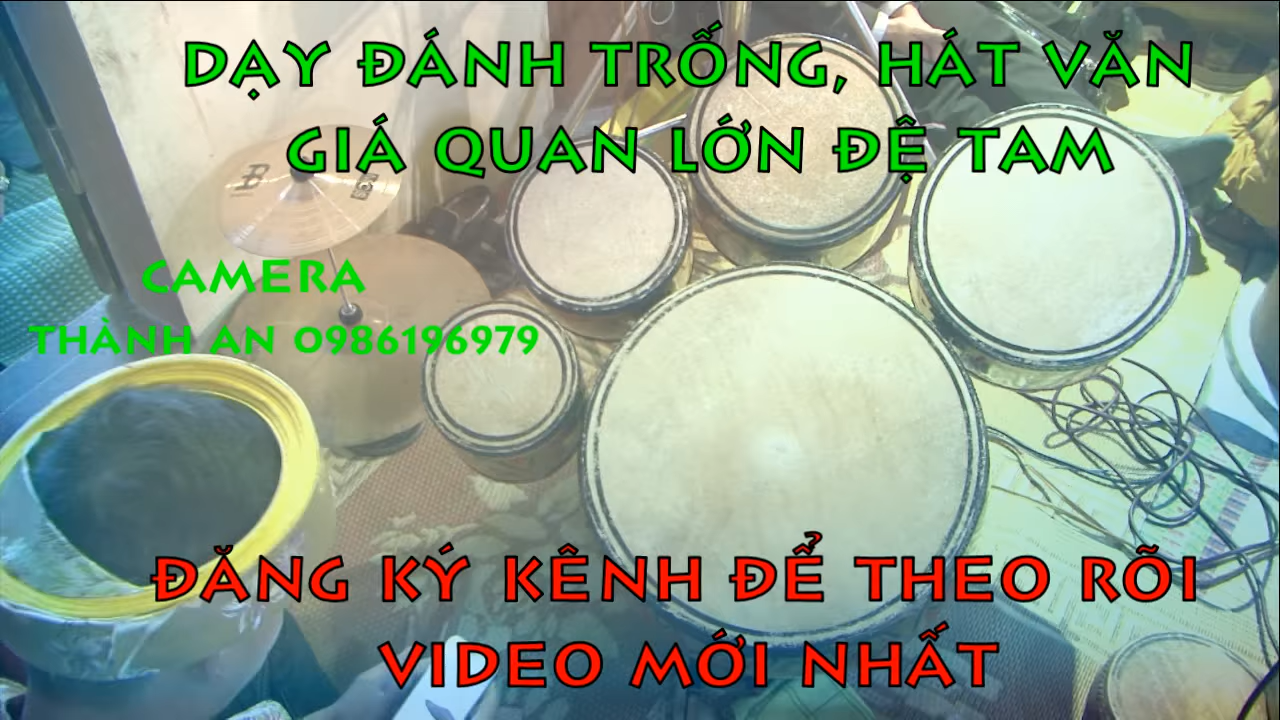 DẠY ĐÁNH TRỐNG, HÁT VĂN
GIÁ QUAN LỚN ĐỆ TAM
CAMERA
THÀNH AN 0986196979
ĐĂNG KÝ KÊNH ĐỂ THEO RÕI
VIDEO MỚI NHẤT